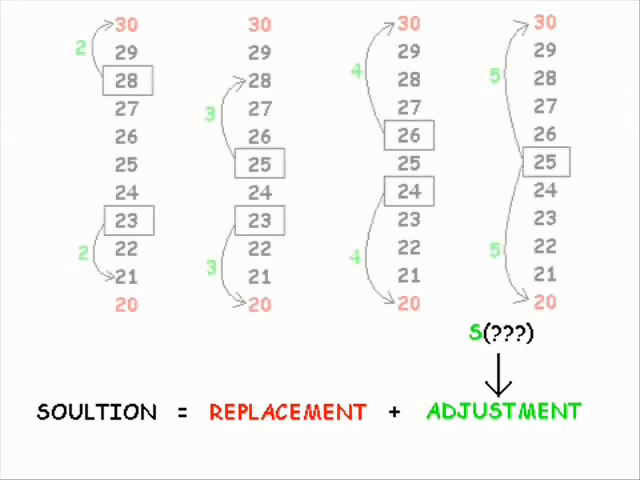 30 30 30 30
2 29 29 29 29
28 28 4 28 5 28
27 3 27 27 27
26 26 26 26
25 25 25 25
24 24 24 24
23 23 23 23
2 22 3 22 4 22 5 22
21 21 21 21
20 20 20 20
S(???)
SOULTION = REPLACEMENT + ADJUSTMENT